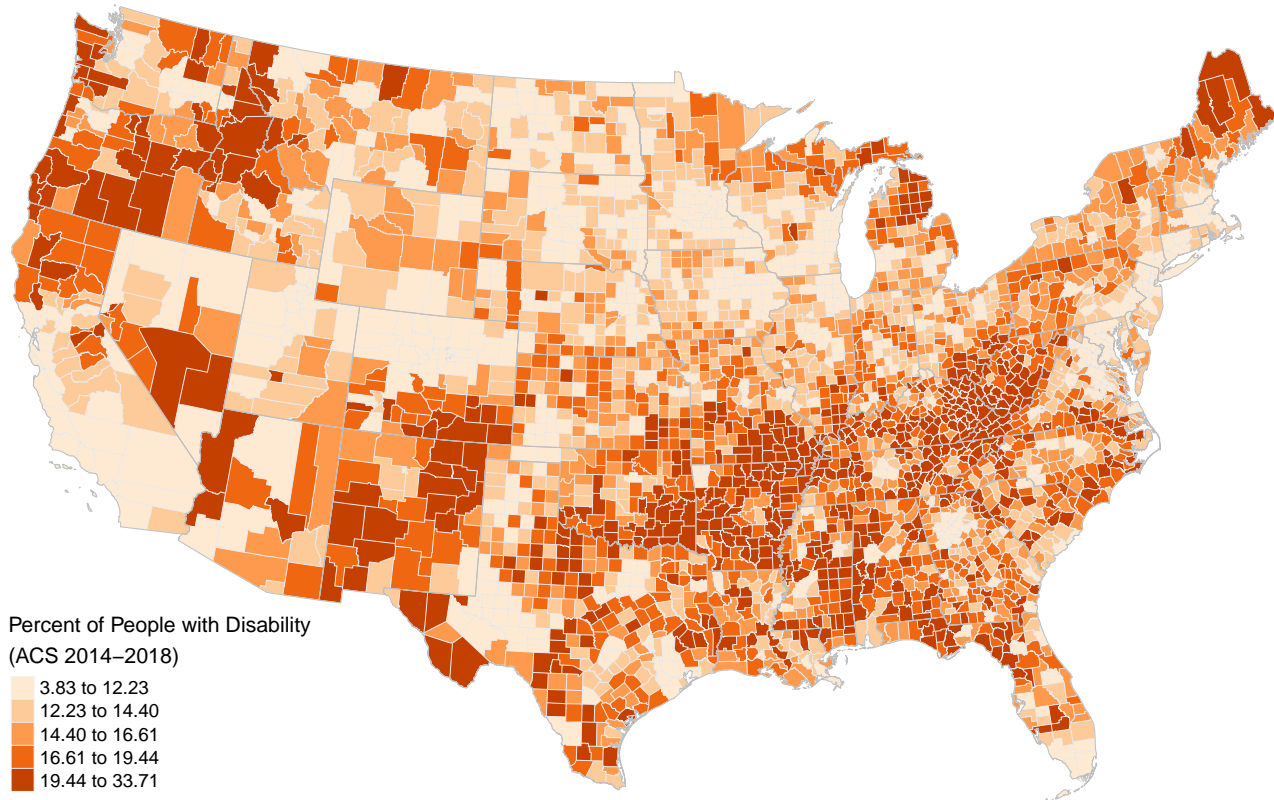 Percent of People with Disability
(ACS 2014–2018)
3.83 to 12.23
12.23 to 14.40
14.40 to 16.61
16.61 to 19.44
19.44 to 33.71